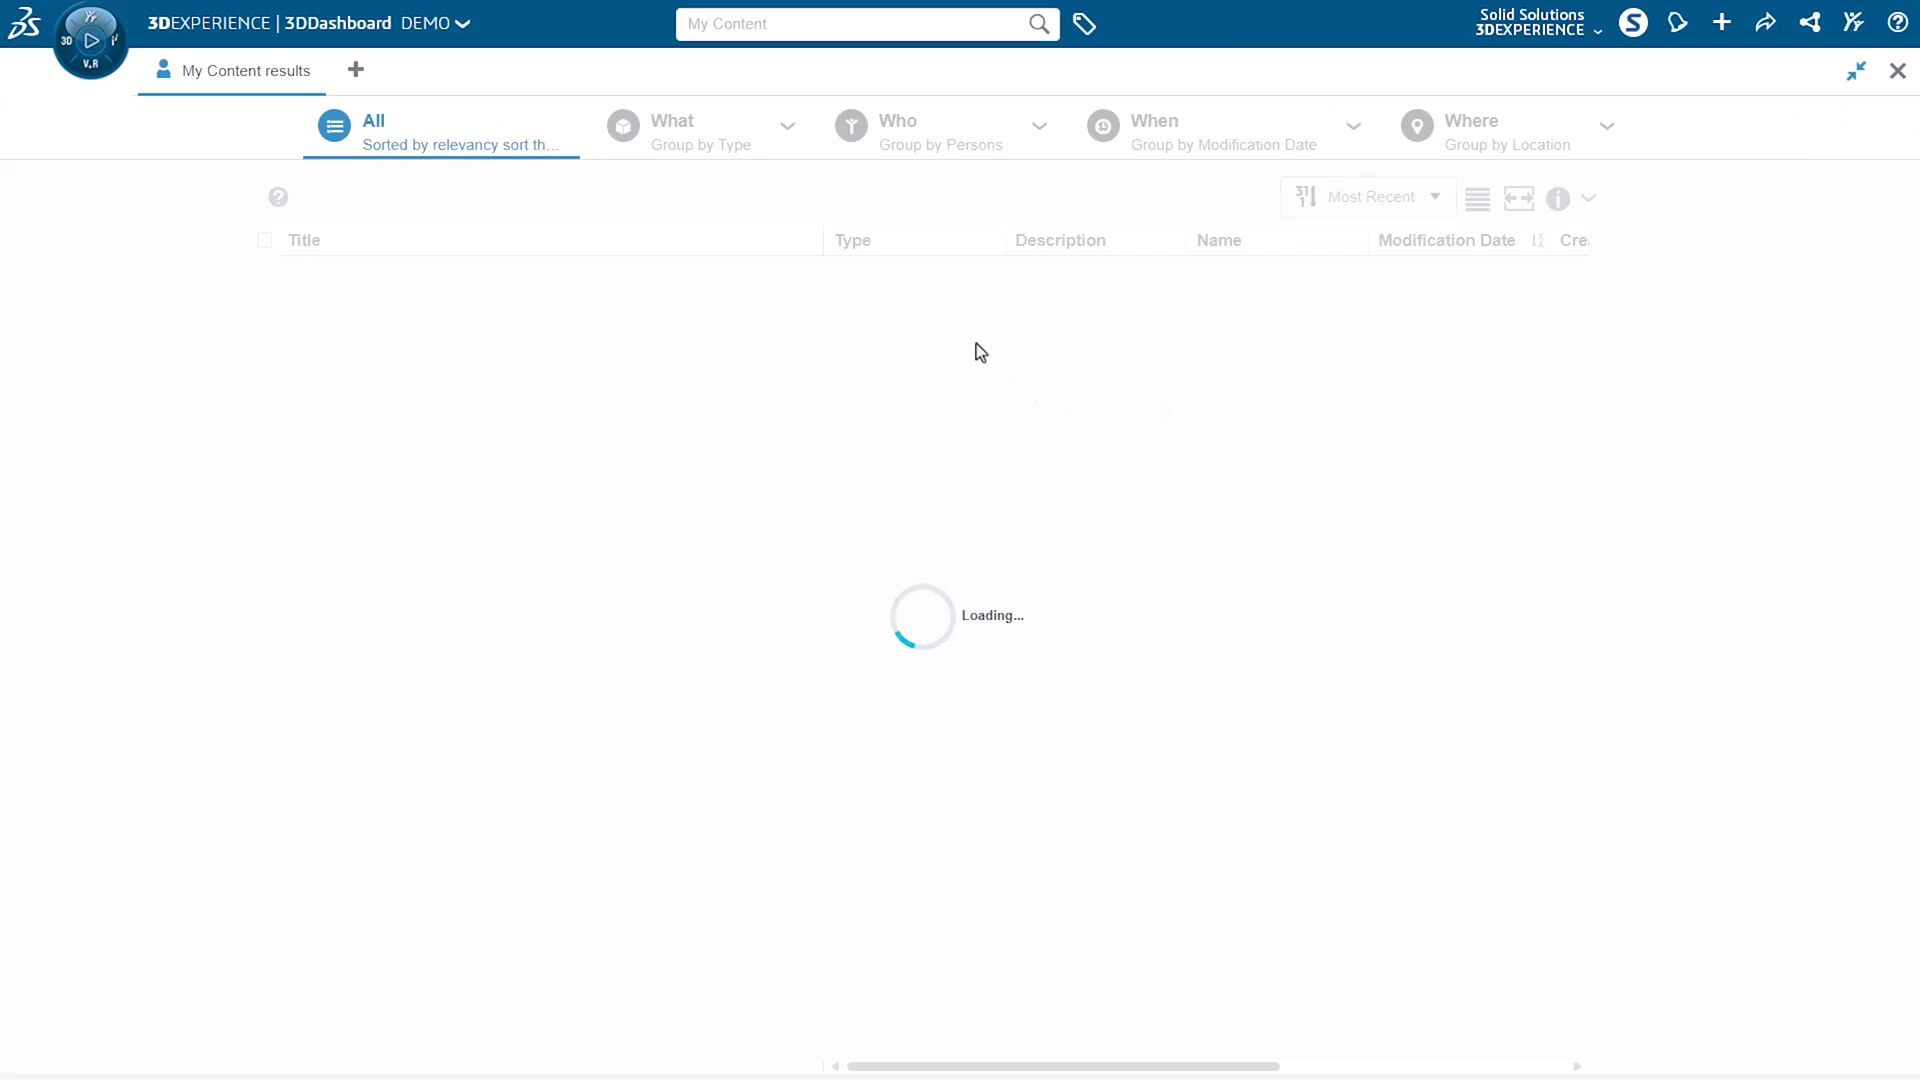 3DEXPERIENCE | 3DDashboard DEMO
My Content
Solid Solutions
3DEXPERIENCE
3D
V.R
My Content results
All
Sorted by relevancy sort th...
What
Group by Type
Who
Group by Persons
When
Group by Modification Date
Where
Group by Location
Most Recent
Title
Type
Description
Name
Modification Date
Cre
Loading...